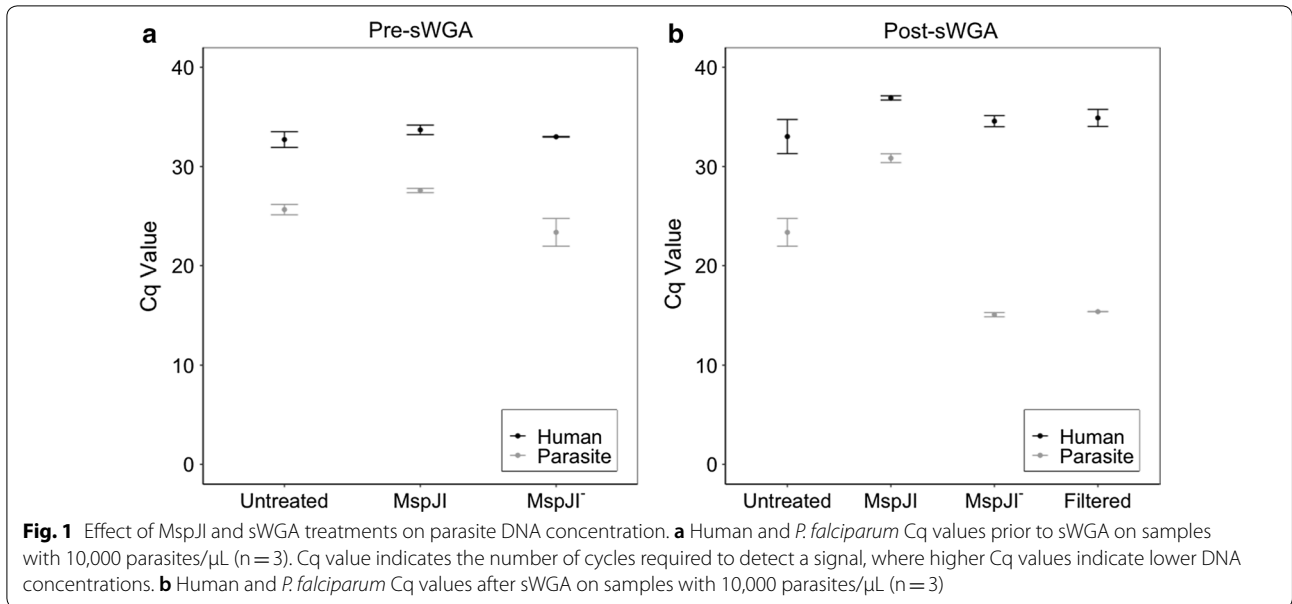 a
Pre-sWGA
Cq Value
40
30
20
10
0
Untreated MspJI MspJI⁻
Human
Parasite
b
Post-sWGA
Cq Value
40
30
20
10
0
Untreated MspJI MspJI⁻ Filtered
Human
Parasite
Fig. 1 Effect of MspJI and sWGA treatments on parasite DNA concentration. a Human and P. falciparum Cq values prior to sWGA on samples
with 10,000 parasites/µL (n = 3). Cq value indicates the number of cycles required to detect a signal, where higher Cq values indicate lower DNA
concentrations. b Human and P. falciparum Cq values after sWGA on samples with 10,000 parasites/µL (n = 3)